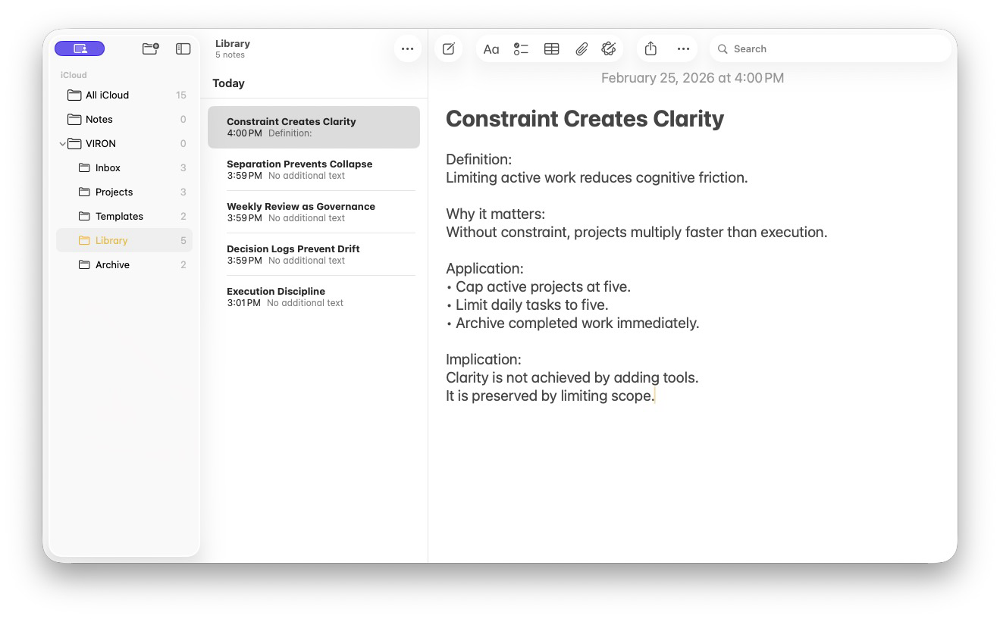 iCloud
All iCloud 15
Notes 0
VIRON 0
Inbox 3
Projects 3
Templates 2
Library 5
Archive 2
Library
5 notes
Today
Constraint Creates Clarity
4:00 PM Definition:
Separation Prevents Collapse
3:59 PM No additional text
Weekly Review as Governance
3:59 PM No additional text
Decision Logs Prevent Drift
3:59 PM No additional text
Execution Discipline
3:01 PM No additional text
Aa
Search
February 25, 2026 at 4:00 PM
Constraint Creates Clarity
Definition:
Limiting active work reduces cognitive friction.
Why it matters:
Without constraint, projects multiply faster than execution.
Application:
• Cap active projects at five.
• Limit daily tasks to five.
• Archive completed work immediately.
Implication:
Clarity is not achieved by adding tools.
It is preserved by limiting scope.